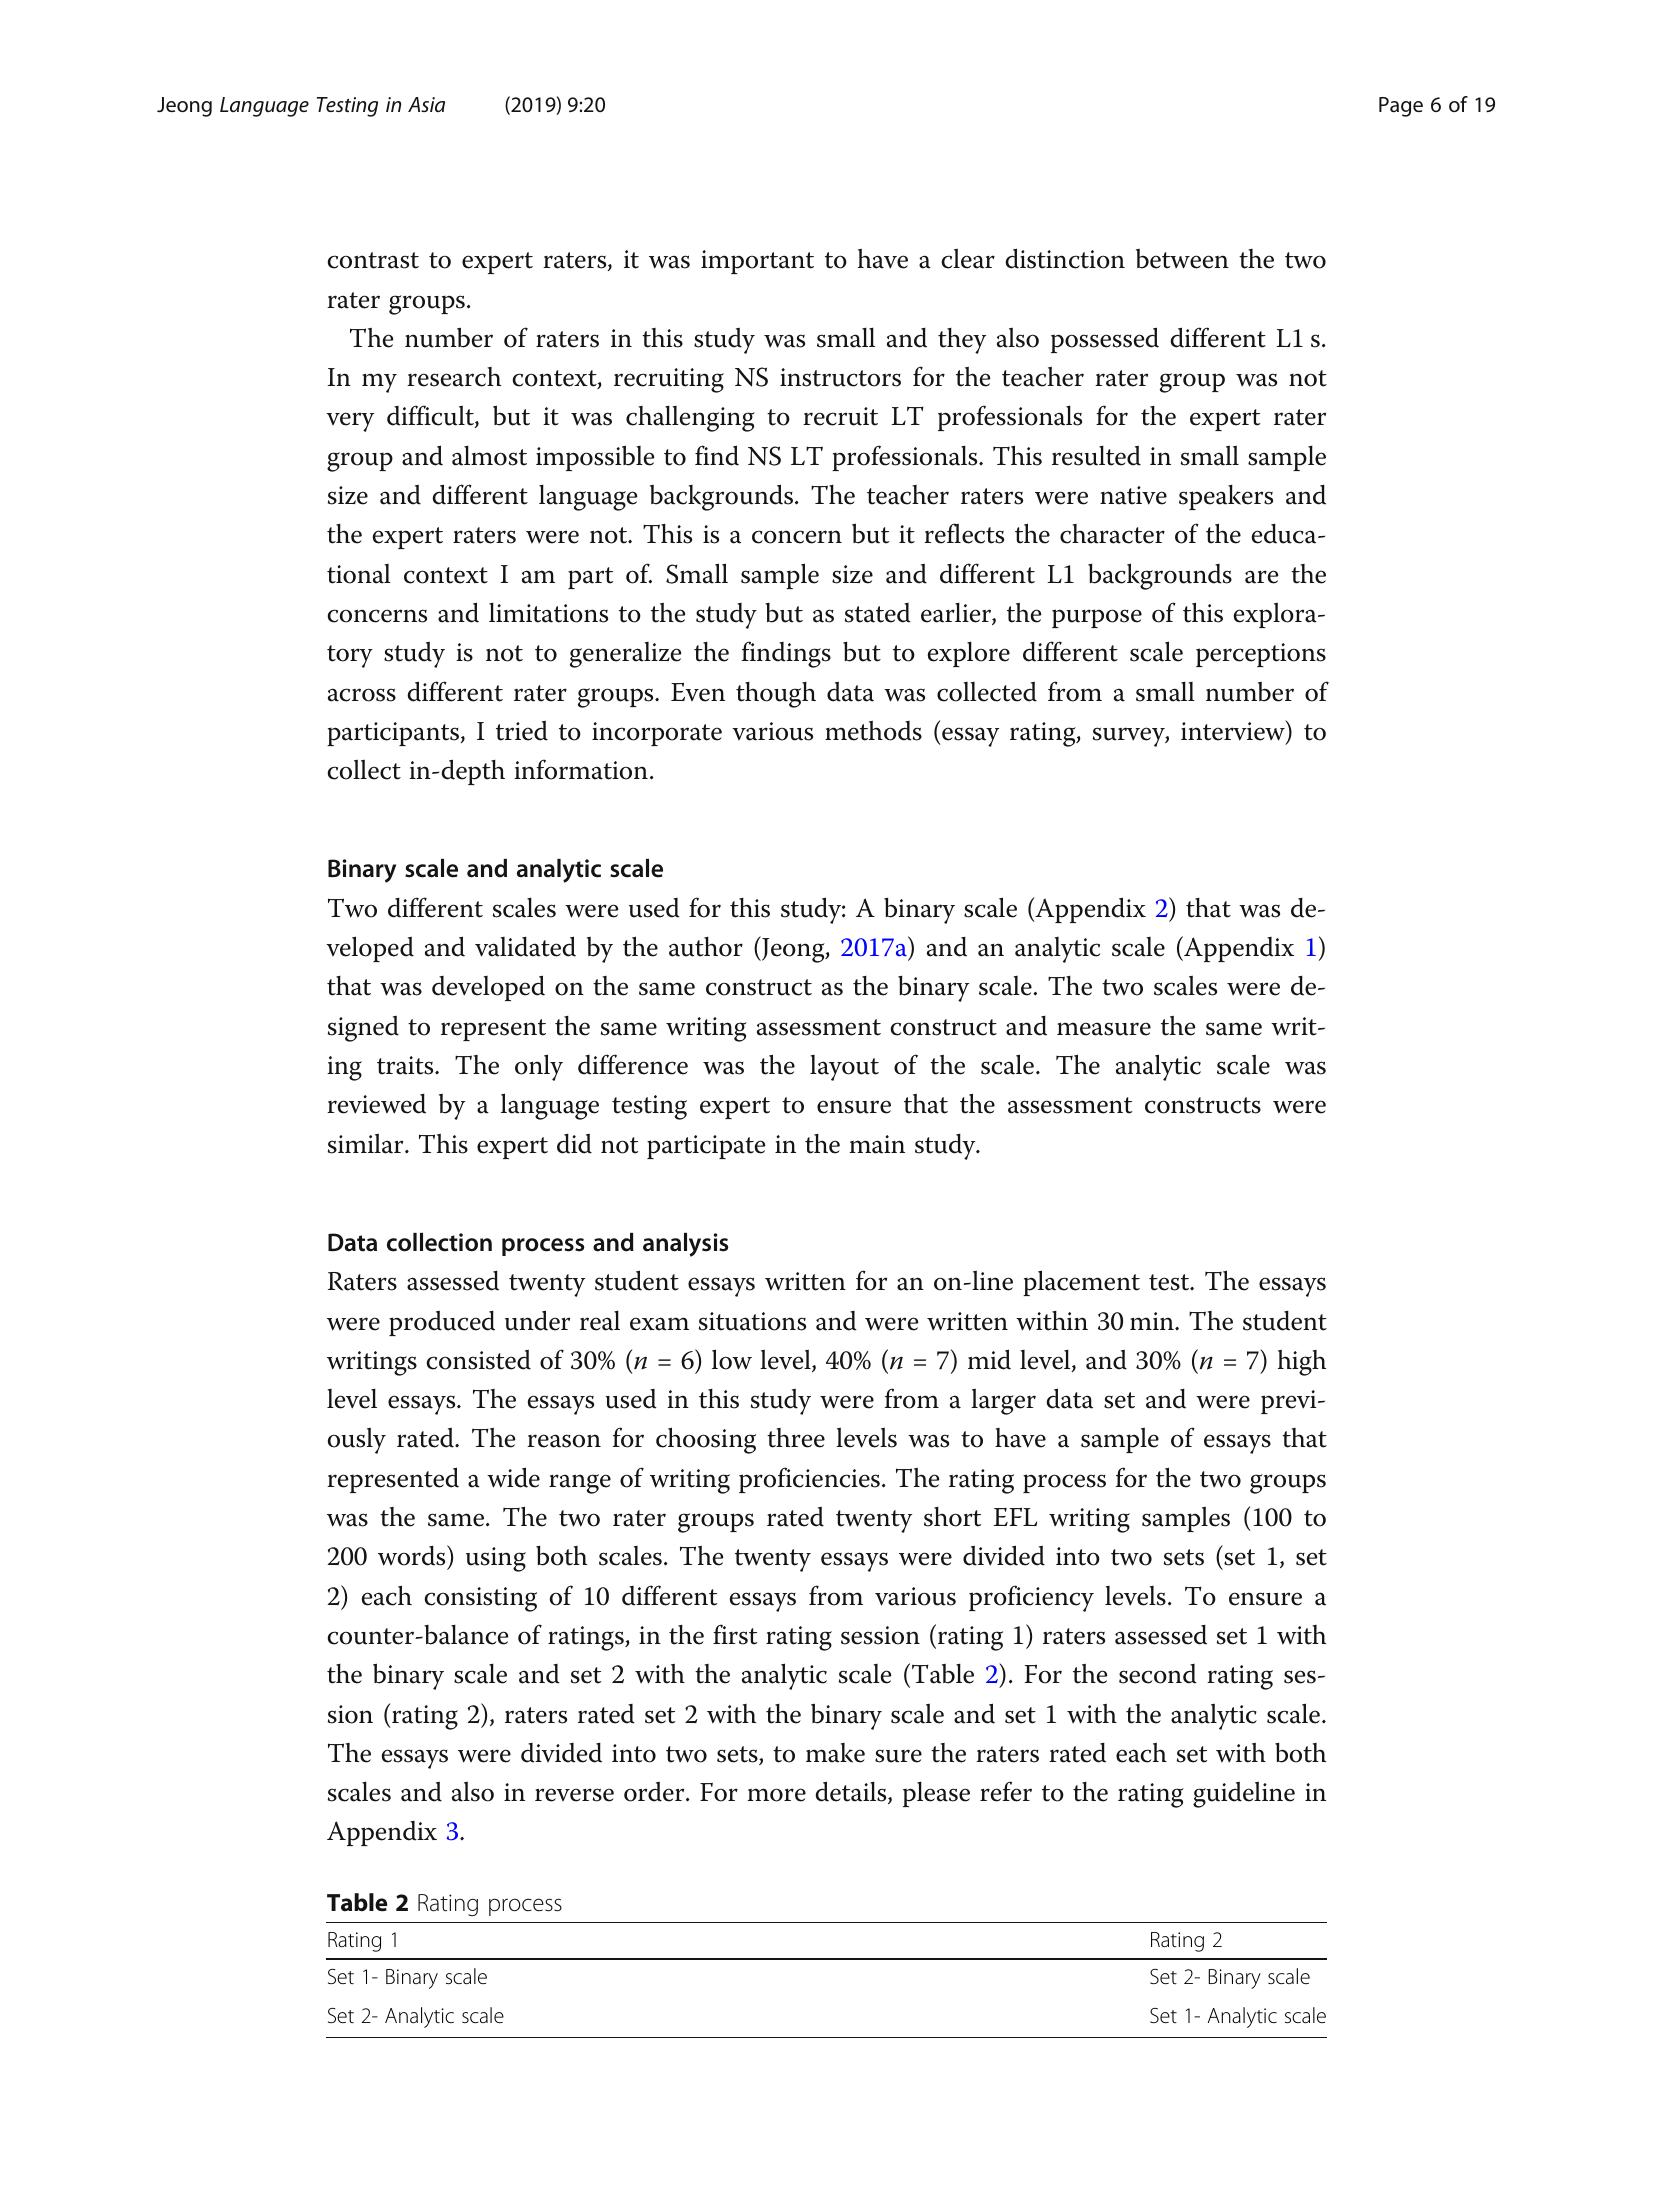 Jeong Language Testing in Asia (2019) 9:20 Page 6 of 19
contrast to expert raters, it was important to have a clear distinction between the two
rater groups.
The number of raters in this study was small and they also possessed different L1 s.
In my research context, recruiting NS instructors for the teacher rater group was not
very difficult, but it was challenging to recruit LT professionals for the expert rater
group and almost impossible to find NS LT professionals. This resulted in small sample
size and different language backgrounds. The teacher raters were native speakers and
the expert raters were not. This is a concern but it reflects the character of the educa-
tional context I am part of. Small sample size and different L1 backgrounds are the
concerns and limitations to the study but as stated earlier, the purpose of this explora-
tory study is not to generalize the findings but to explore different scale perceptions
across different rater groups. Even though data was collected from a small number of
participants, I tried to incorporate various methods (essay rating, survey, interview) to
collect in-depth information.
Binary scale and analytic scale
Two different scales were used for this study: A binary scale (Appendix 2) that was de-
veloped and validated by the author (Jeong, 2017a) and an analytic scale (Appendix 1)
that was developed on the same construct as the binary scale. The two scales were de-
signed to represent the same writing assessment construct and measure the same writ-
ing traits. The only difference was the layout of the scale. The analytic scale was
reviewed by a language testing expert to ensure that the assessment constructs were
similar. This expert did not participate in the main study.
Data collection process and analysis
Raters assessed twenty student essays written for an on-line placement test. The essays
were produced under real exam situations and were written within 30 min. The student
writings consisted of 30% (n = 6) low level, 40% (n = 7) mid level, and 30% (n = 7) high
level essays. The essays used in this study were from a larger data set and were previ-
ously rated. The reason for choosing three levels was to have a sample of essays that
represented a wide range of writing proficiencies. The rating process for the two groups
was the same. The two rater groups rated twenty short EFL writing samples (100 to
200 words) using both scales. The twenty essays were divided into two sets (set 1, set
2) each consisting of 10 different essays from various proficiency levels. To ensure a
counter-balance of ratings, in the first rating session (rating 1) raters assessed set 1 with
the binary scale and set 2 with the analytic scale (Table 2). For the second rating ses-
sion (rating 2), raters rated set 2 with the binary scale and set 1 with the analytic scale.
The essays were divided into two sets, to make sure the raters rated each set with both
scales and also in reverse order. For more details, please refer to the rating guideline in
Appendix 3.
Table 2 Rating process
Rating 1 Rating 2
Set 1- Binary scale Set 2- Binary scale
Set 2- Analytic scale Set 1- Analytic scale